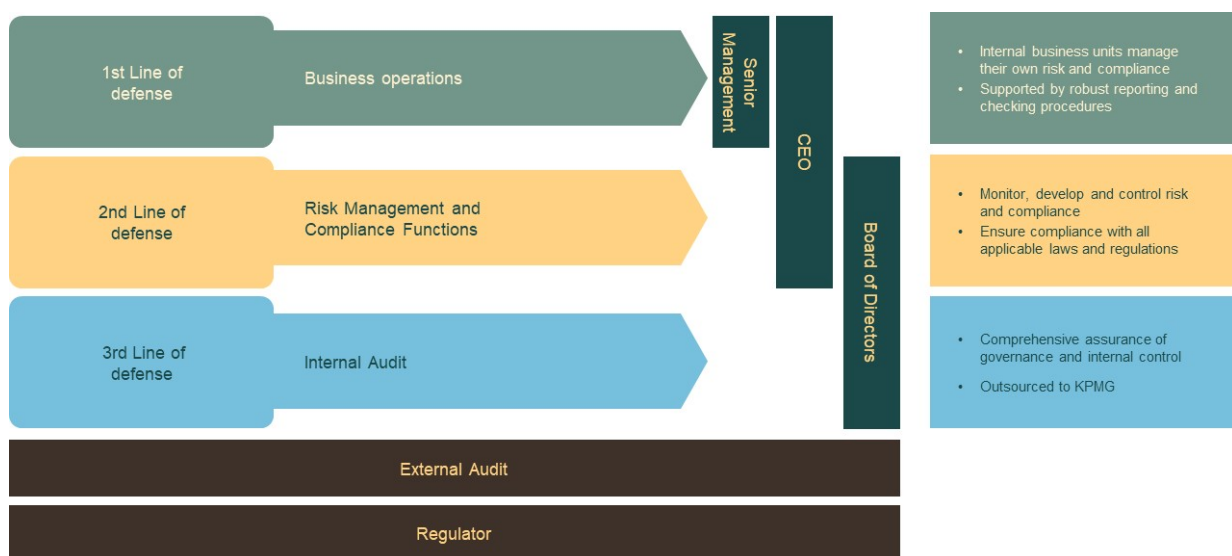 1st Line of
defense
Business operations
Senior
Management
CEO
• Internal business units manage
their own risk and compliance
• Supported by robust reporting and
checking procedures
2nd Line of
defense
Risk Management and
Compliance Functions
Board of Directors
• Monitor, develop and control risk
and compliance
• Ensure compliance with all
applicable laws and regulations
3rd Line of
defense
Internal Audit
• Comprehensive assurance of
governance and internal control
• Outsourced to KPMG
External Audit
Regulator